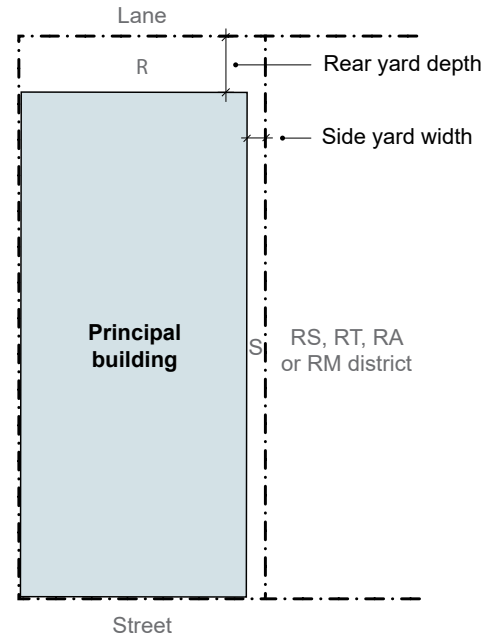 Lane
R
Rear yard depth
Side yard width
Principal
building
S
RS, RT, RA
or RM district
Street